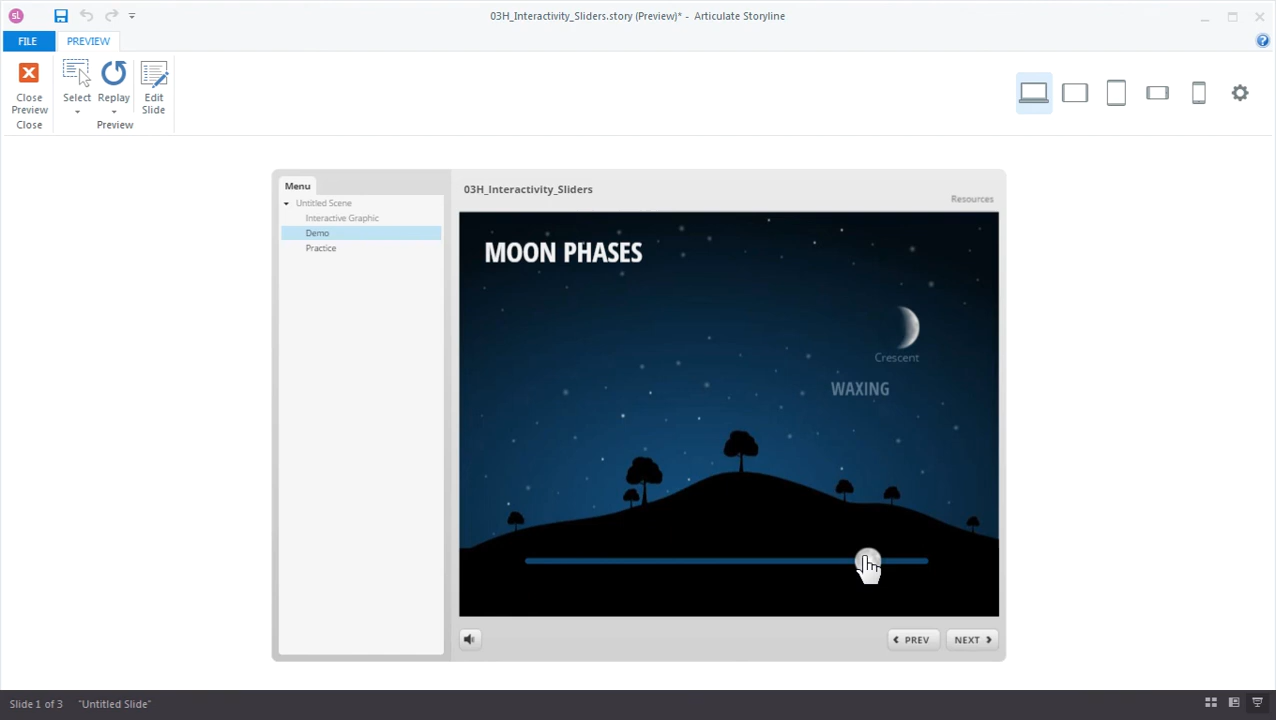 sl
03H_Interactivity_Sliders.story (Preview)* - Articulate Storyline
FILE
PREVIEW
?
Close Preview
Select
Replay
Edit Slide
Close
Preview
Menu
03H_Interactivity_Sliders
Resources
Untitled Scene
Interactive Graphic
Demo
Practice
MOON PHASES
Crescent
WAXING
PREV
NEXT
Slide 1 of 3
"Untitled Slide"